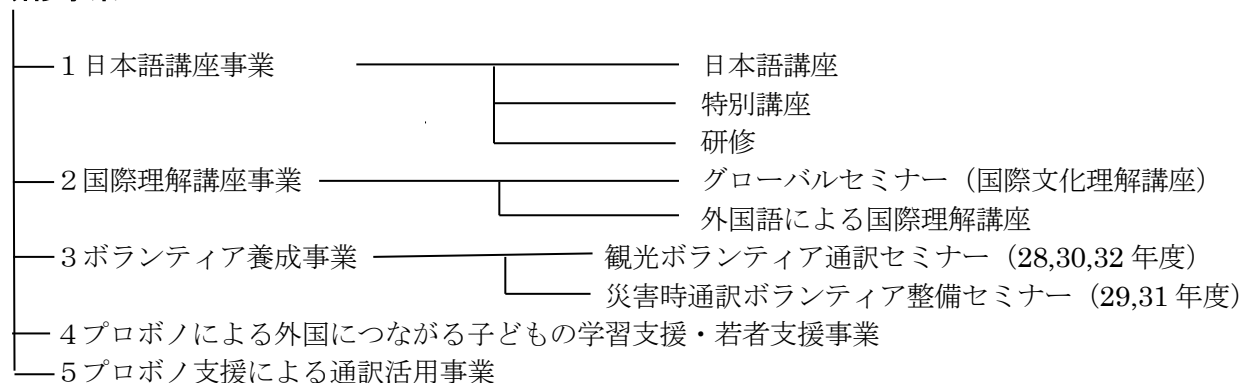 １日本語講座事業 日本語講座
特別講座
研修
２国際理解講座事業 グローバルセミナー（国際文化理解講座）
外国語による国際理解講座
３ボランティア養成事業 観光ボランティア通訳セミナー（28,30,32 年度）
災害時通訳ボランティア整備セミナー（29,31 年度）
４プロボノによる外国につながる子どもの学習支援・若者支援事業
５プロボノ支援による通訳活用事業